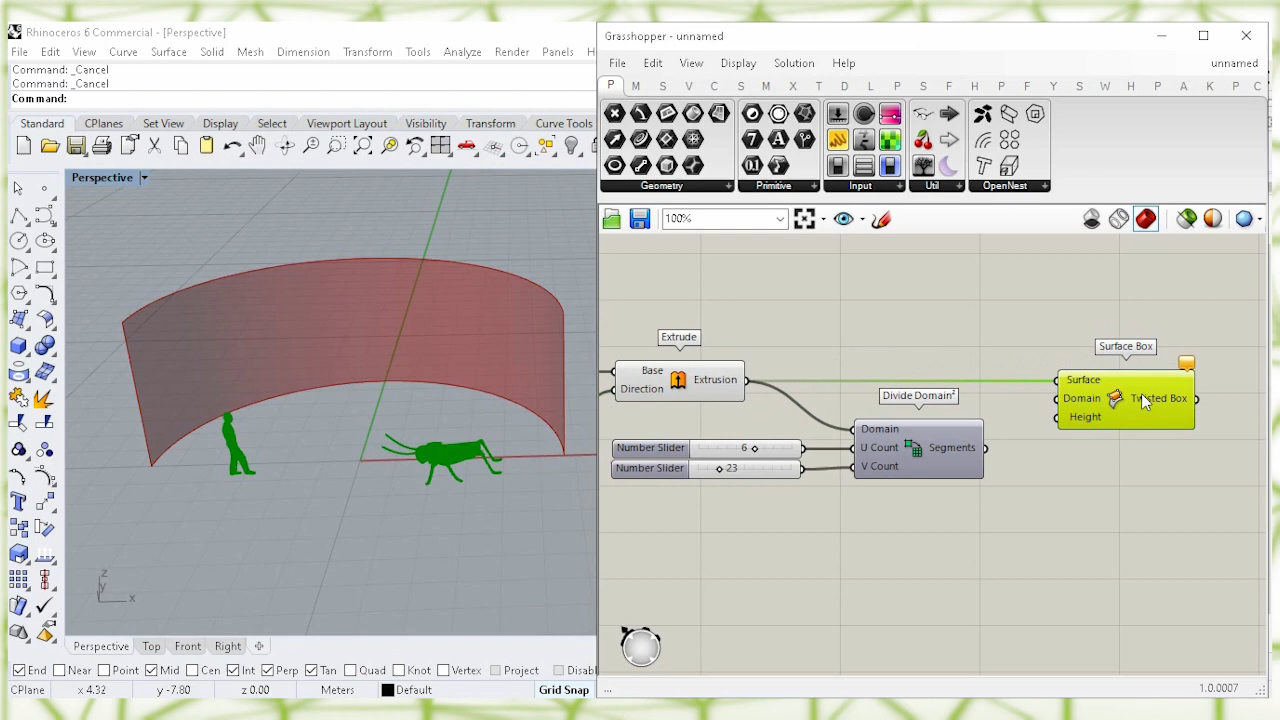 Rhinoceros 6 Commercial - [Perspective]
File Edit View Curve Surface Solid Mesh Dimension Transform Tools Analyze Render Panels H
Command: _Cancel
Command: _Cancel
Command:
Standard CPlanes Set View Display Select Viewport Layout Visibility Transform Curve Tools
Perspective
z
y
x
Perspective Top Front Right
End Near Point Mid Cen Int Perp Tan Quad Knot Vertex Project Disabl
CPlane x 4.32 y -7.80 z 0.00 Meters Default Grid Snap
Grasshopper - unnamed
File Edit View Display Solution Help unnamed
P M S V C S T D L P S F H P F Y S W H P A K P C
Geometry Primitive Input Util OpenNest
100%
Extrude
Base
Direction
Extrusion
Divide Domain²
Domain
U Count
V Count
Segments
Number Slider 6
Number Slider 23
Surface Box
Surface
Domain
Height
Twisted Box
...
1.0.0007